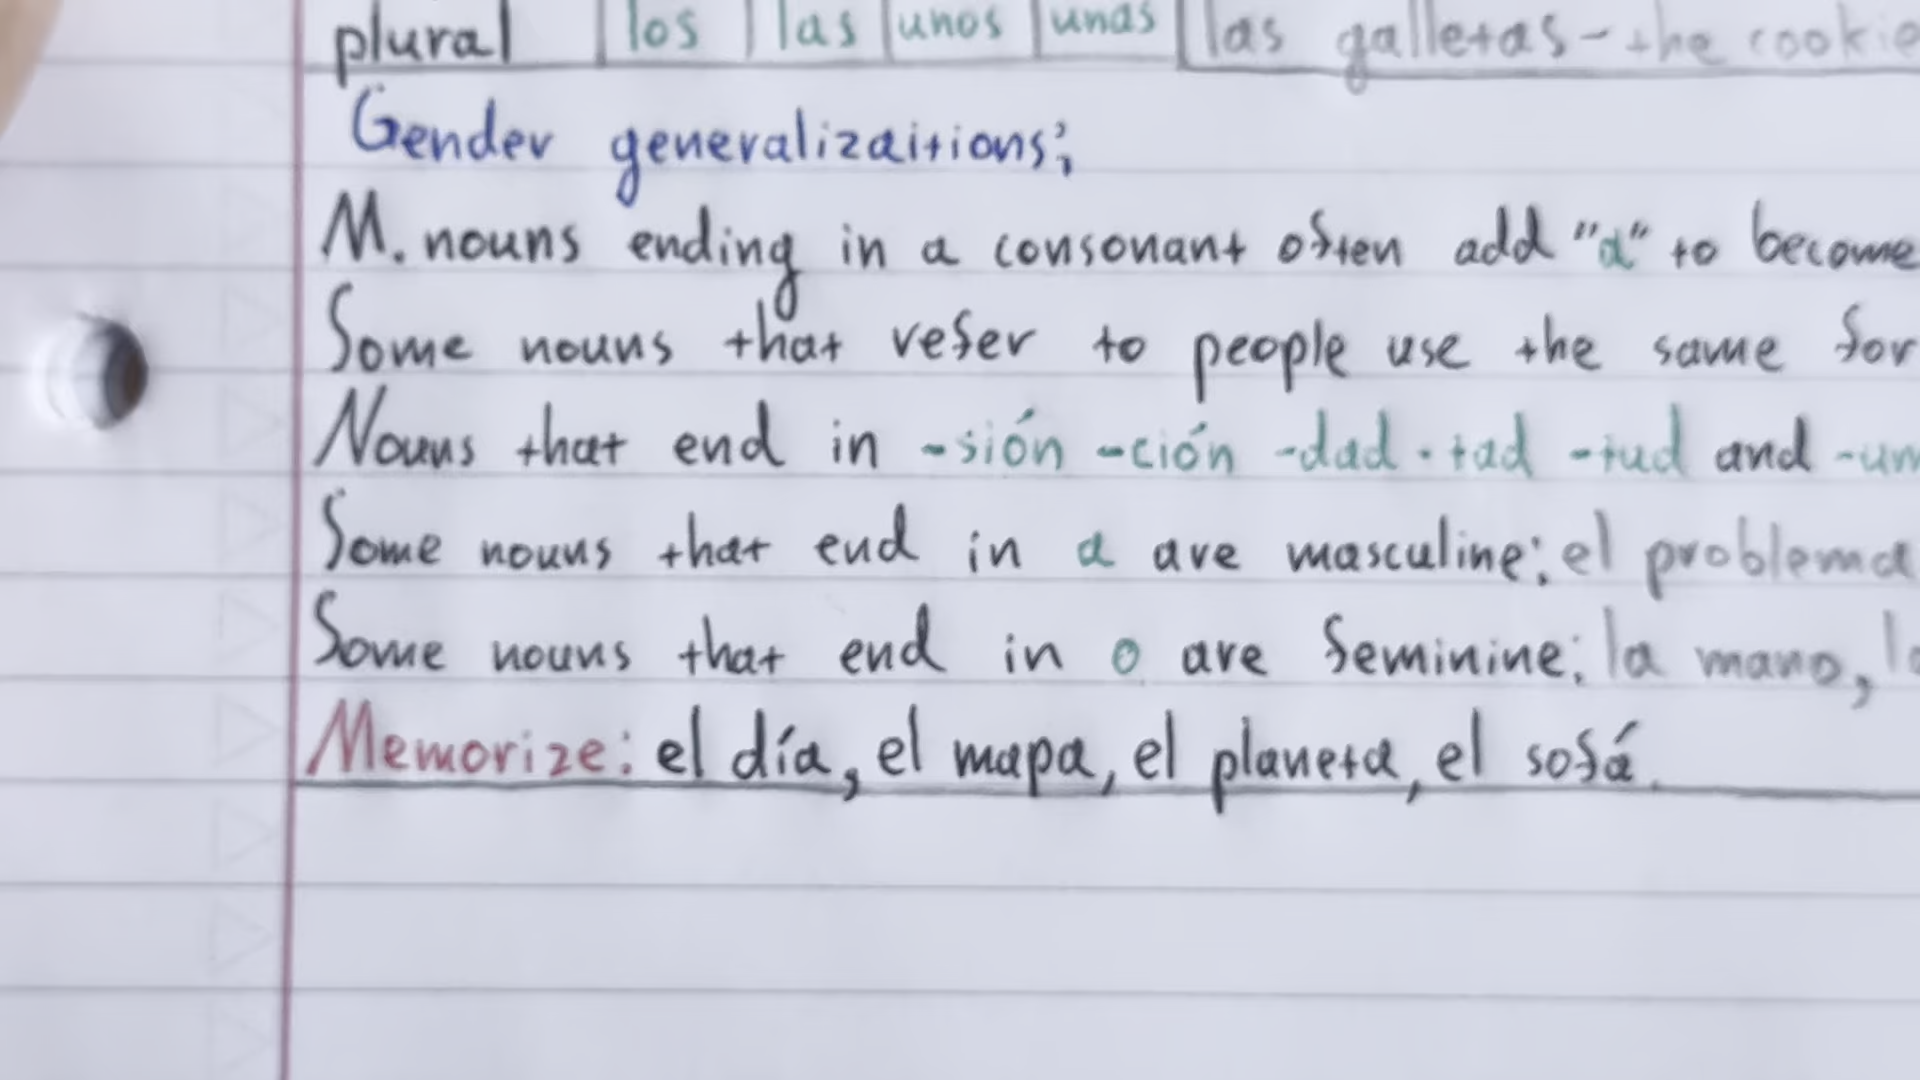 plural los las unos unas las galletas - the cookie
Gender generalizaitions:
M. nouns ending in a consonant often add "a" to become
Some nouns that refer to people use the same for
Nouns that end in -sión -ción -dad -tad -tud and -um
Some nouns that end in a are masculine: el problema
Some nouns that end in o are feminine: la mano, la
Memorize: el día, el mapa, el planeta, el sofá.